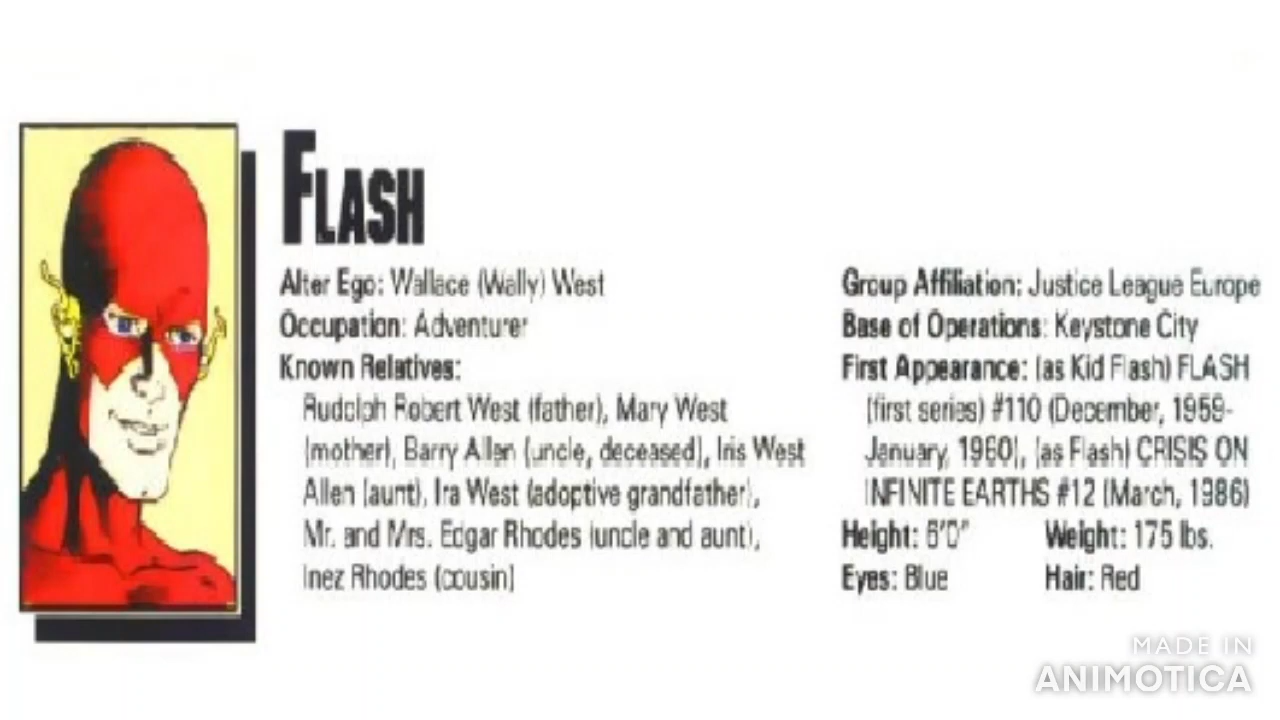 FLASH
Alter Ego: Wallace (Wally) West
Occupation: Adventurer
Known Relatives:
Rudolph Robert West (father), Mary West
(mother), Barry Allen (uncle, deceased), Iris West
Allen (aunt), Ira West (adoptive grandfather),
Mr. and Mrs. Edgar Rhodes (uncle and aunt),
Inez Rhodes (cousin)
Group Affiliation: Justice League Europe
Base of Operations: Keystone City
First Appearance: (as Kid Flash) FLASH
(first series) #110 (December, 1959-
January, 1960), (as Flash) CRISIS ON
INFINITE EARTHS #12 (March, 1986)
Height: 6'0" Weight: 175 lbs.
Eyes: Blue Hair: Red
MADE IN
ANIMOTICA